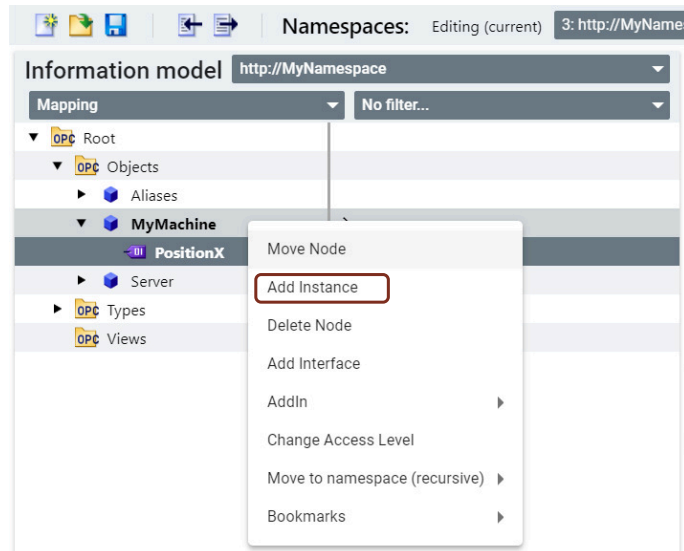 Namespaces: Editing (current) 3: http://MyName
Information model http://MyNamespace
Mapping No filter...
OPC Root
OPC Objects
Aliases
MyMachine
PositionX
Server
OPC Types
OPC Views
Move Node
Add Instance
Delete Node
Add Interface
AddIn
Change Access Level
Move to namespace (recursive)
Bookmarks